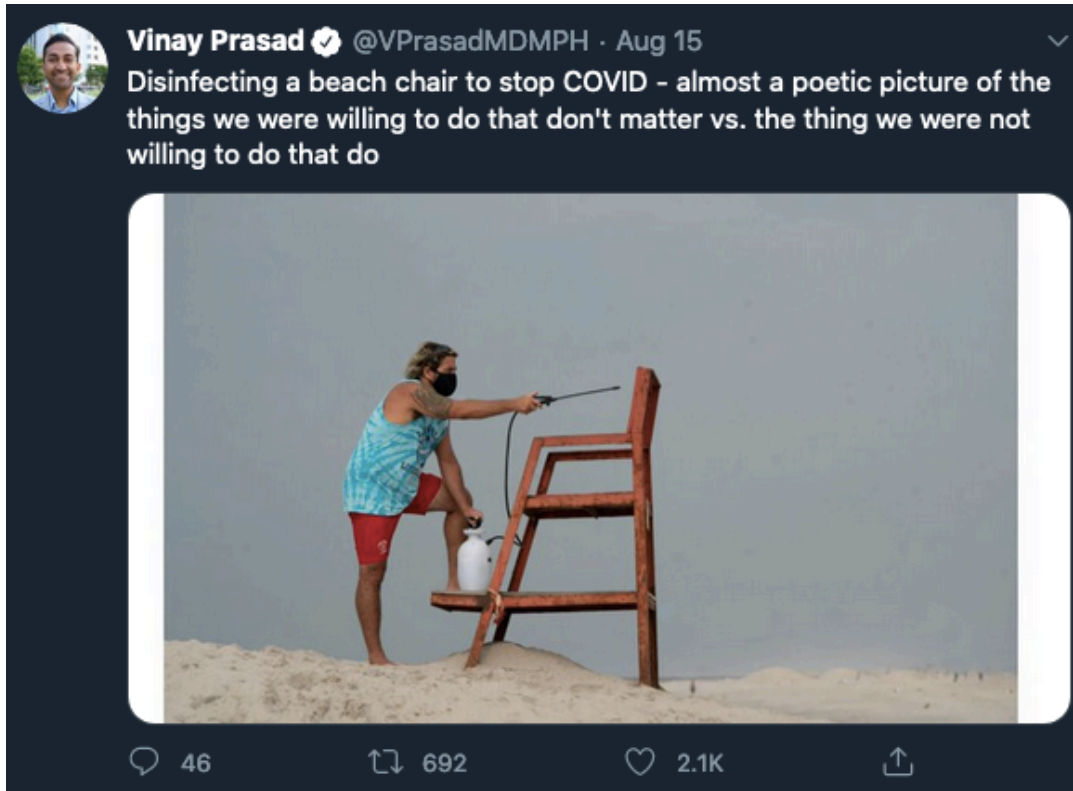 Vinay Prasad @VPrasadMDMPH · Aug 15
Disinfecting a beach chair to stop COVID - almost a poetic picture of the
things we were willing to do that don't matter vs. the thing we were not
willing to do that do
46 692 2.1K